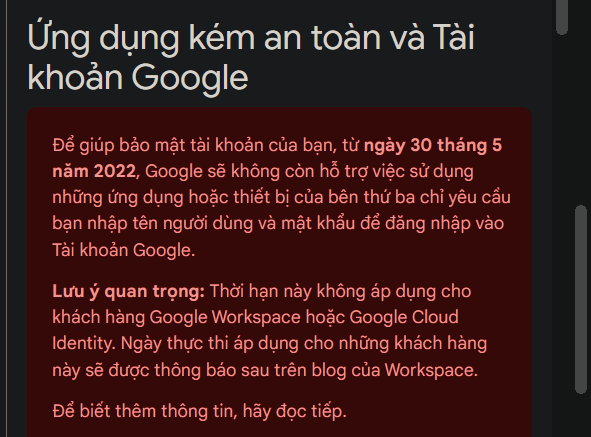 Ứng dụng kém an toàn và Tài
khoản Google
Để giúp bảo mật tài khoản của bạn, từ ngày 30 tháng 5
năm 2022, Google sẽ không còn hỗ trợ việc sử dụng
những ứng dụng hoặc thiết bị của bên thứ ba chỉ yêu cầu
bạn nhập tên người dùng và mật khẩu để đăng nhập vào
Tài khoản Google.
Lưu ý quan trọng: Thời hạn này không áp dụng cho
khách hàng Google Workspace hoặc Google Cloud
Identity. Ngày thực thi áp dụng cho những khách hàng
này sẽ được thông báo sau trên blog của Workspace.
Để biết thêm thông tin, hãy đọc tiếp.